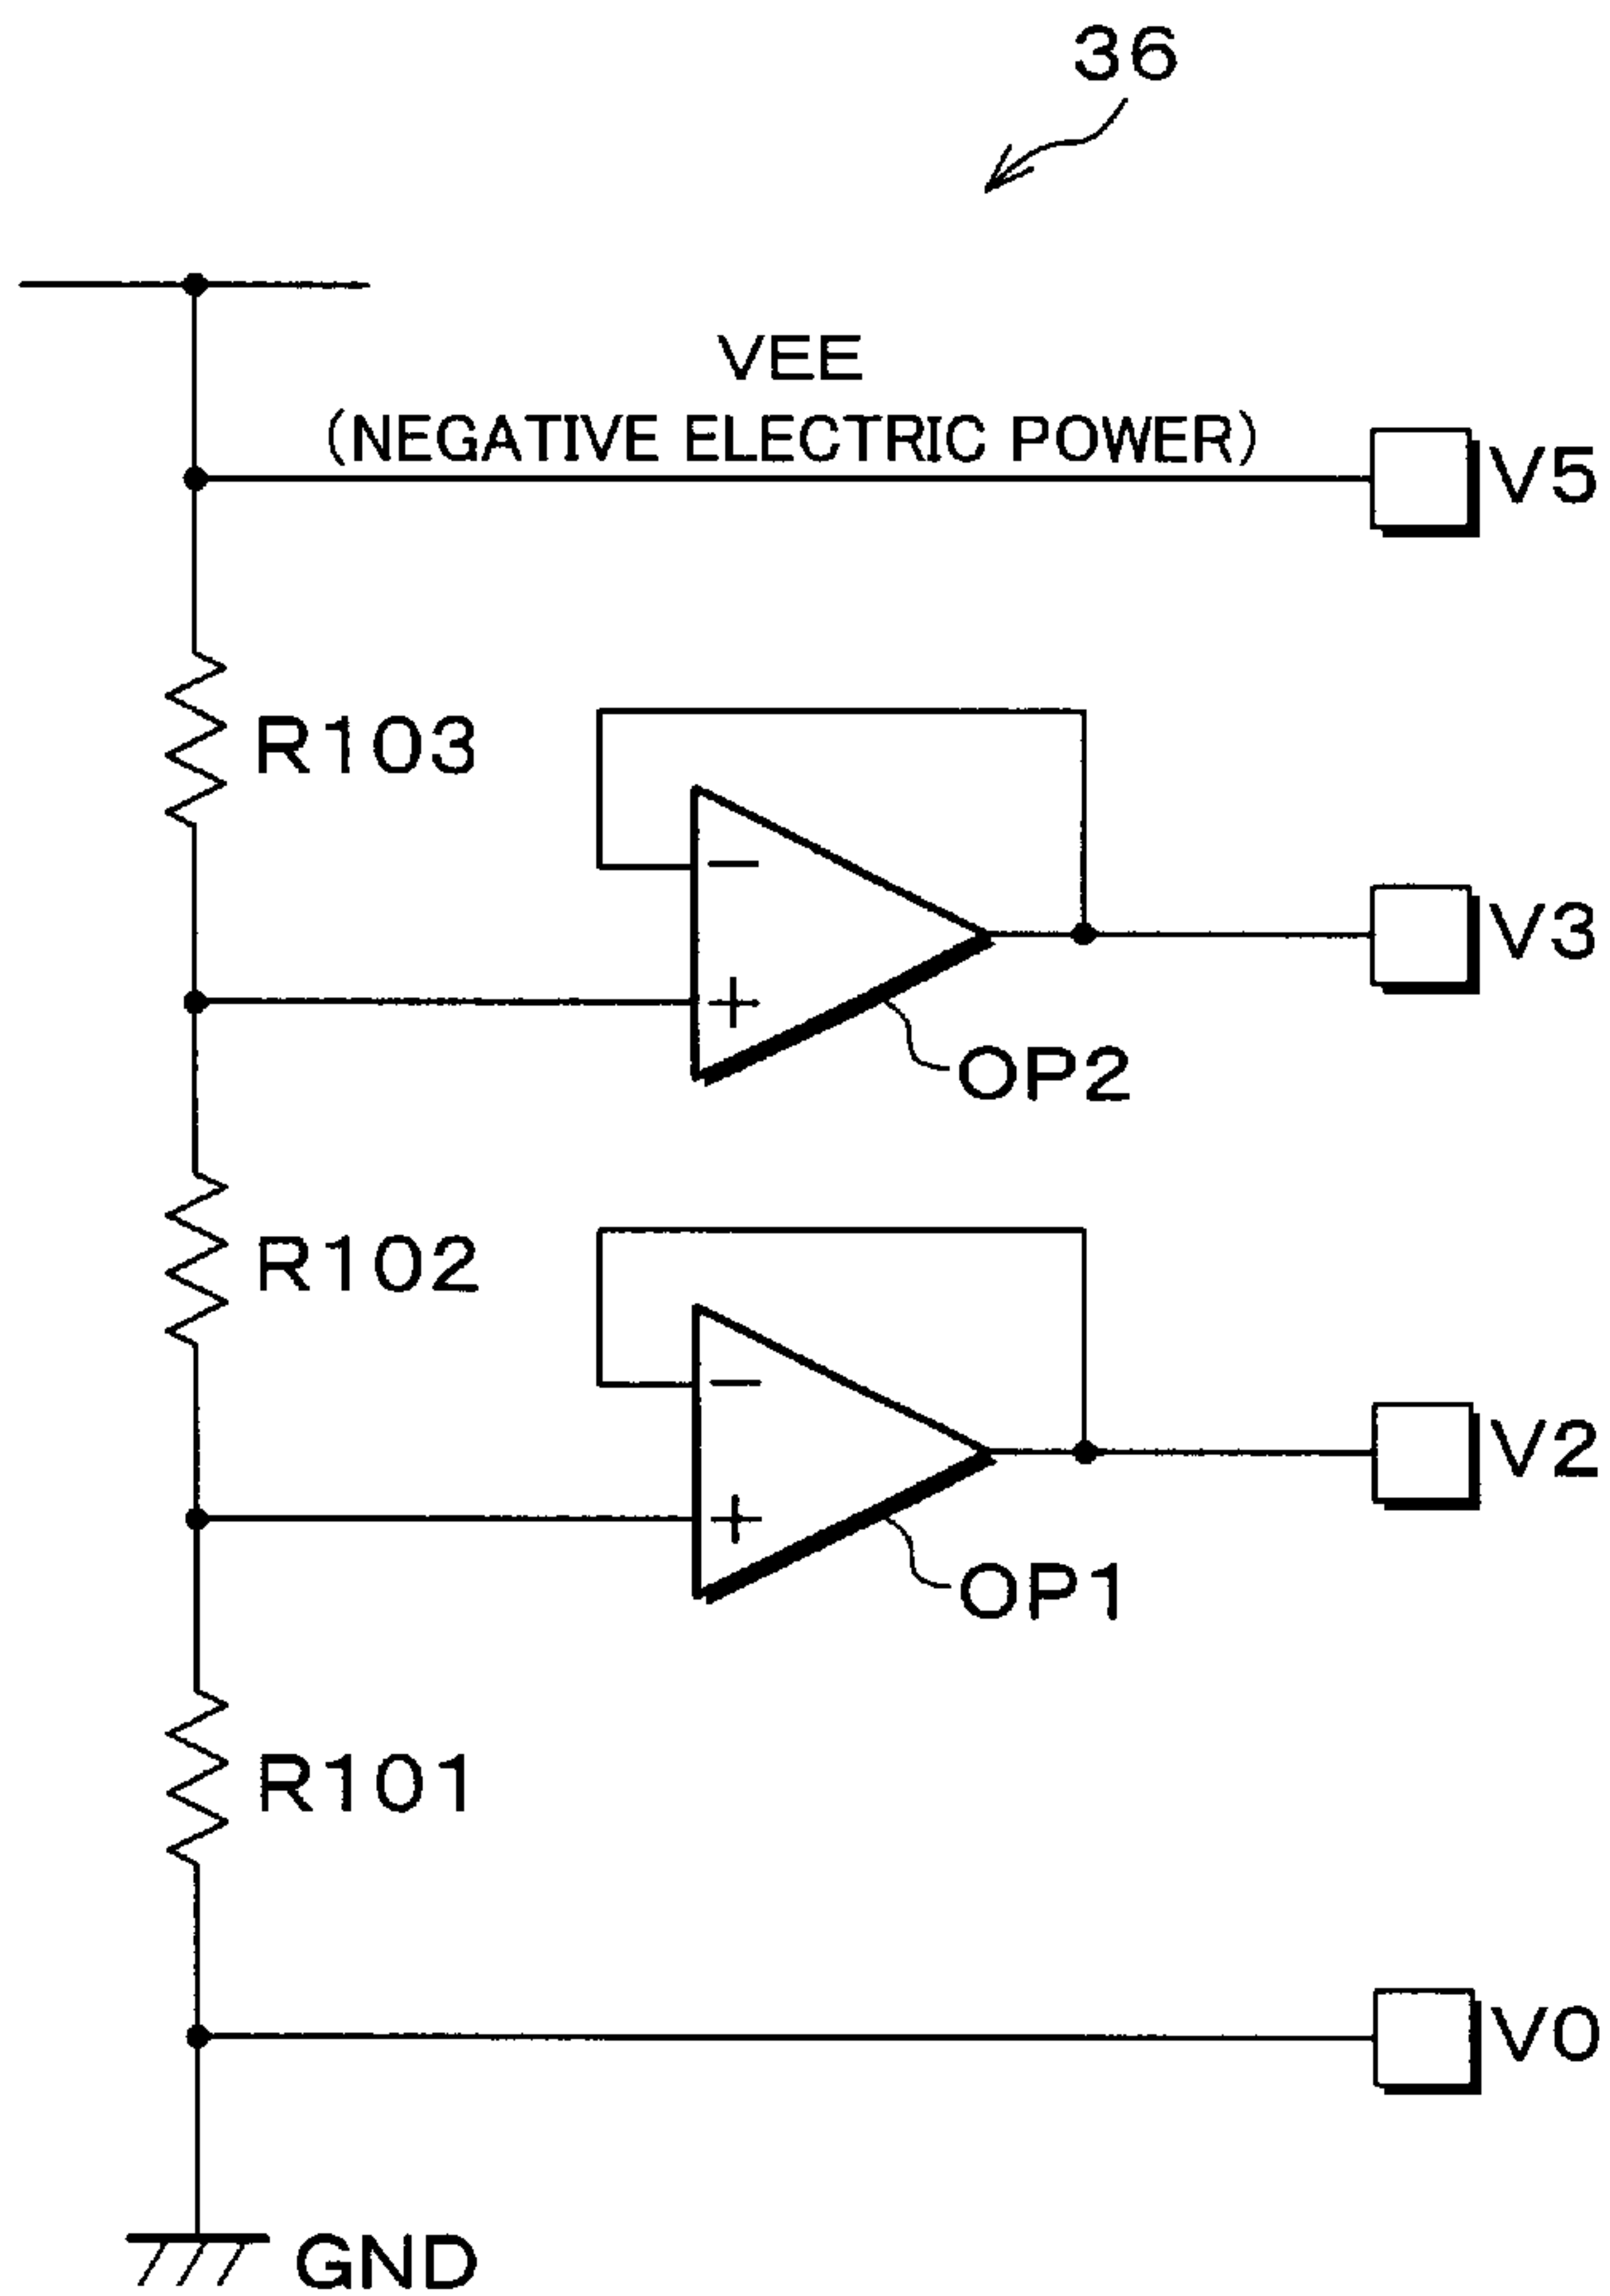 36
VEE
(NEGATIVE ELECTRIC POWER)
V5
R103
−
V3
+
OP2
R102
−
V2
+
OP1
R101
V0
GND